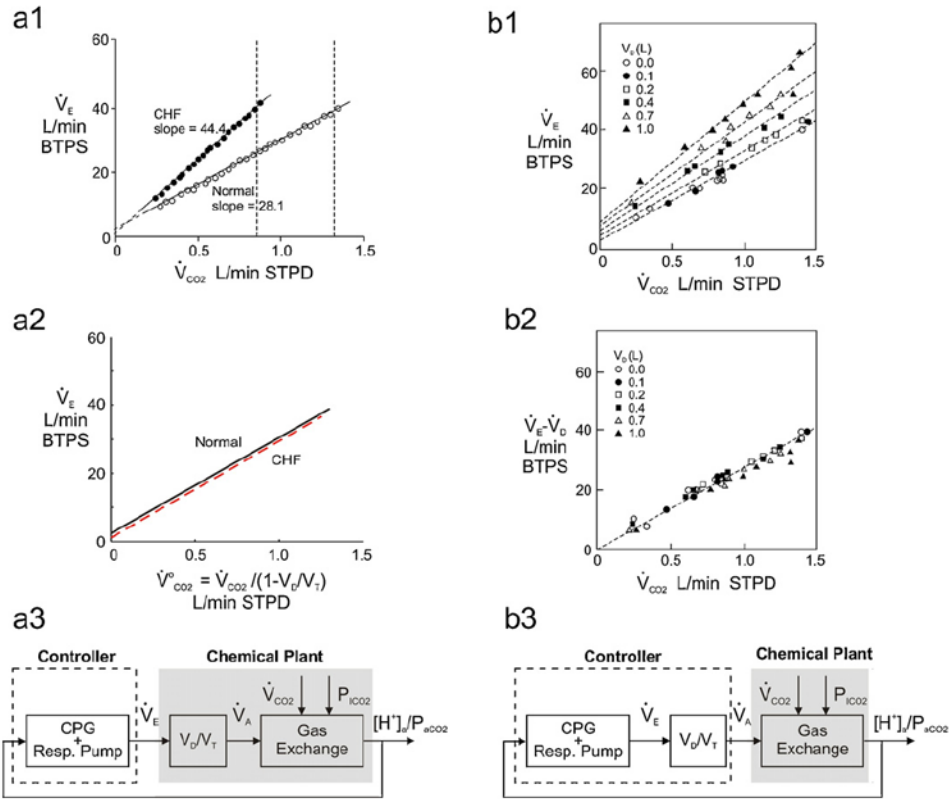 a1
60
40
20
0
V̇E
L/min
BTPS
CHF
slope = 44.4
Normal
slope = 28.1
0
0.5
1.0
1.5
V̇CO2 L/min STPD
b1
VD(L)
0.0
0.1
0.2
0.4
0.7
1.0
60
40
20
0
V̇E
L/min
BTPS
0
0.5
1.0
1.5
V̇CO2 L/min STPD
a2
60
40
20
0
V̇E
L/min
BTPS
Normal
CHF
0
0.5
1.0
1.5
V̇°CO2 = V̇CO2 /(1-VD/VT)
L/min STPD
b2
VD(L)
0.0
0.1
0.2
0.4
0.7
1.0
60
40
20
0
V̇E-V̇D
L/min
BTPS
0
0.5
1.0
1.5
V̇CO2 L/min STPD
a3
Controller
Chemical Plant
CPG
+
Resp. Pump
V̇E
VD/VT
V̇A
V̇CO2
PICO2
Gas
Exchange
[H+]a/PaCO2
b3
Controller
Chemical Plant
CPG
+
Resp. Pump
V̇E
VD/VT
V̇A
V̇CO2
PICO2
Gas
Exchange
[H+]a/PaCO2